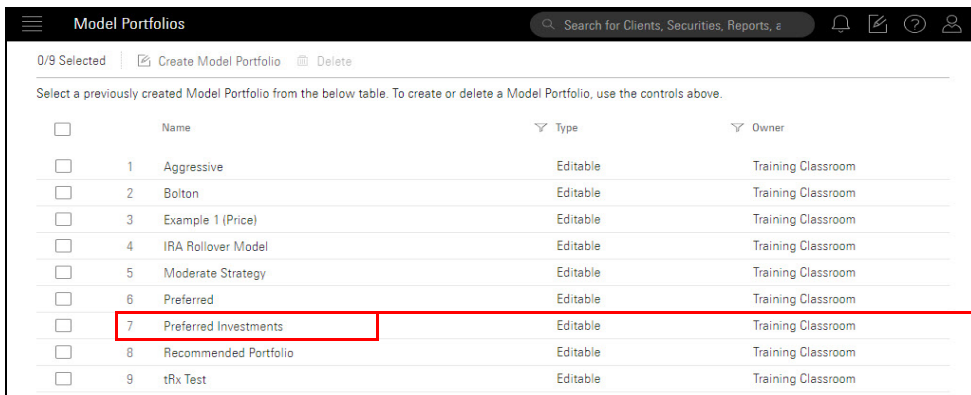 Model Portfolios Search for Clients, Securities, Reports, a
0/9 Selected Create Model Portfolio Delete
Select a previously created Model Portfolio from the below table. To create or delete a Model Portfolio, use the controls above.
Name Type Owner
1 Aggressive Editable Training Classroom
2 Bolton Editable Training Classroom
3 Example 1 (Price) Editable Training Classroom
4 IRA Rollover Model Editable Training Classroom
5 Moderate Strategy Editable Training Classroom
6 Preferred Editable Training Classroom
7 Preferred Investments Editable Training Classroom
8 Recommended Portfolio Editable Training Classroom
9 tRx Test Editable Training Classroom